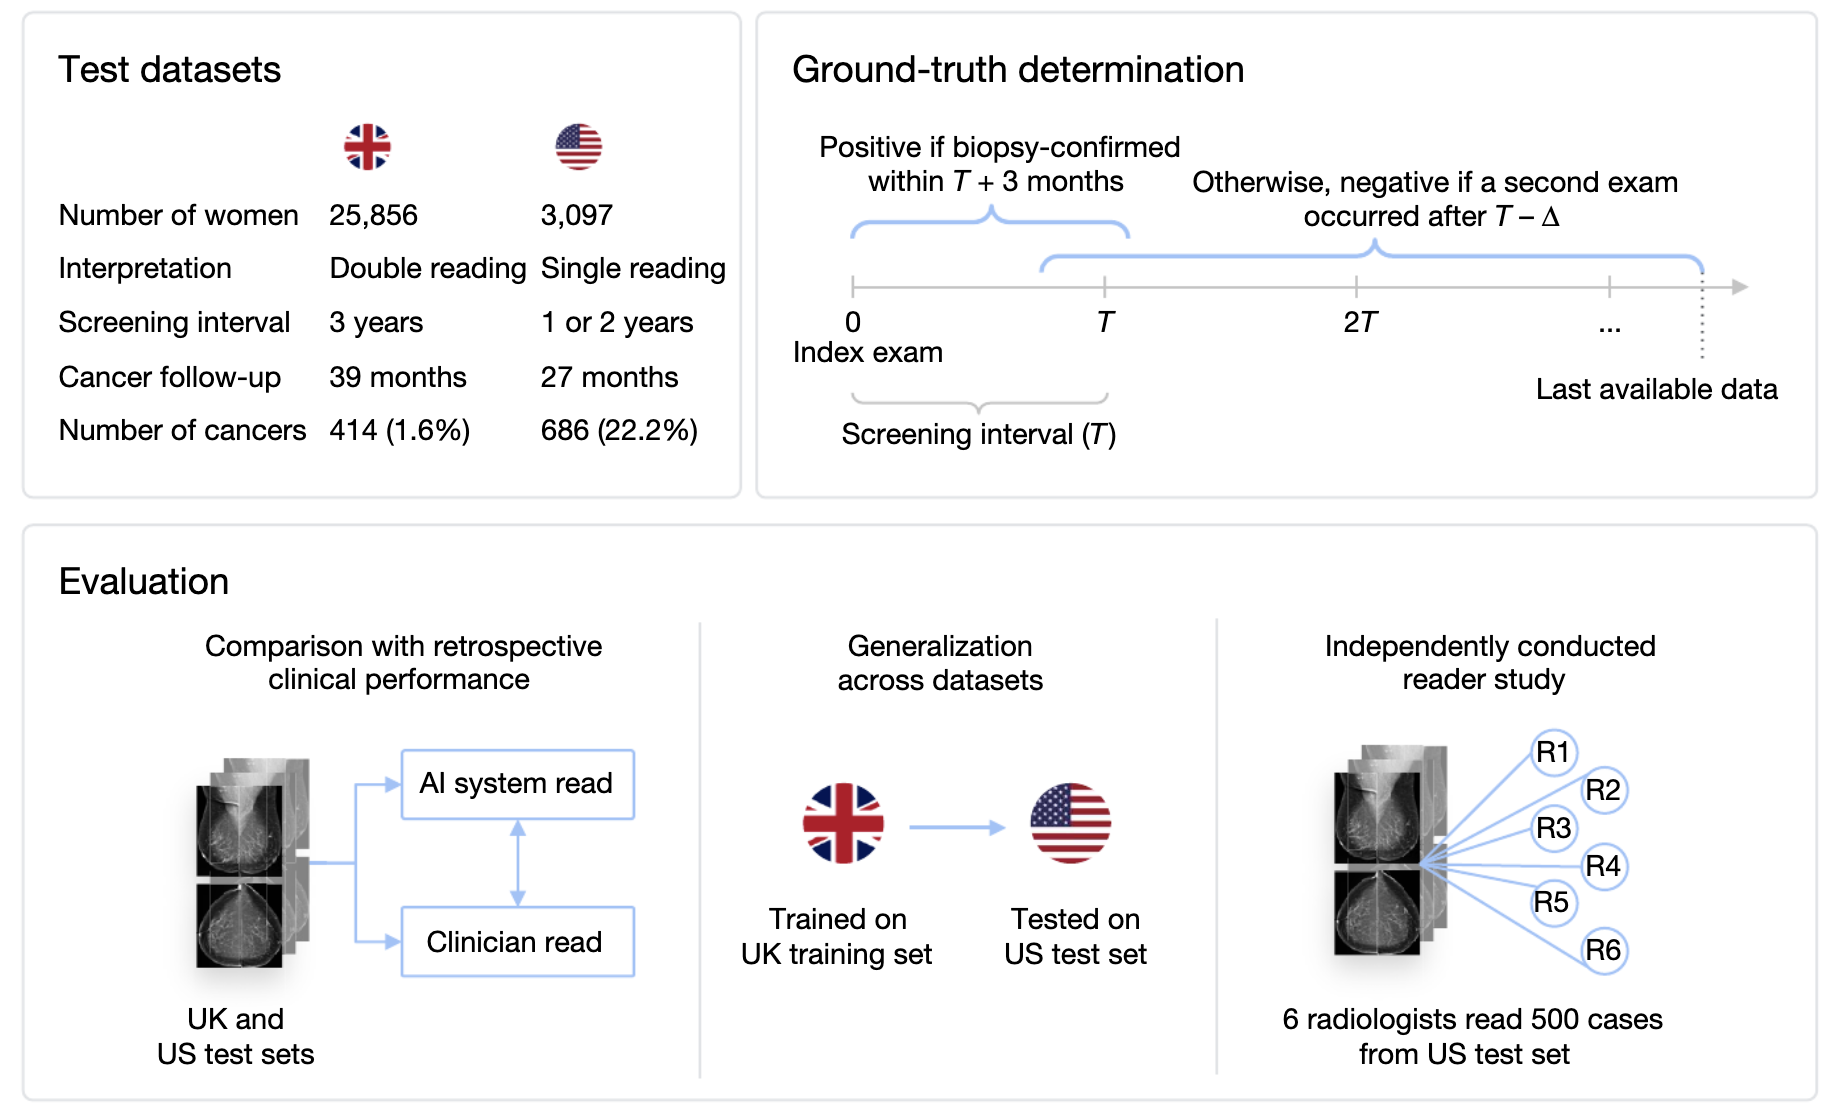 Test datasets
Number of women 25,856 3,097
Interpretation Double reading Single reading
Screening interval 3 years 1 or 2 years
Cancer follow-up 39 months 27 months
Number of cancers 414 (1.6%) 686 (22.2%)
Ground-truth determination
Positive if biopsy-confirmed
within T + 3 months
Otherwise, negative if a second exam
occurred after T – Δ
0 T 2T ...
Index exam
Last available data
Screening interval (T)
Evaluation
Comparison with retrospective
clinical performance
AI system read
Clinician read
UK and
US test sets
Generalization
across datasets
Trained on
UK training set
Tested on
US test set
Independently conducted
reader study
R1
R2
R3
R4
R5
R6
6 radiologists read 500 cases
from US test set